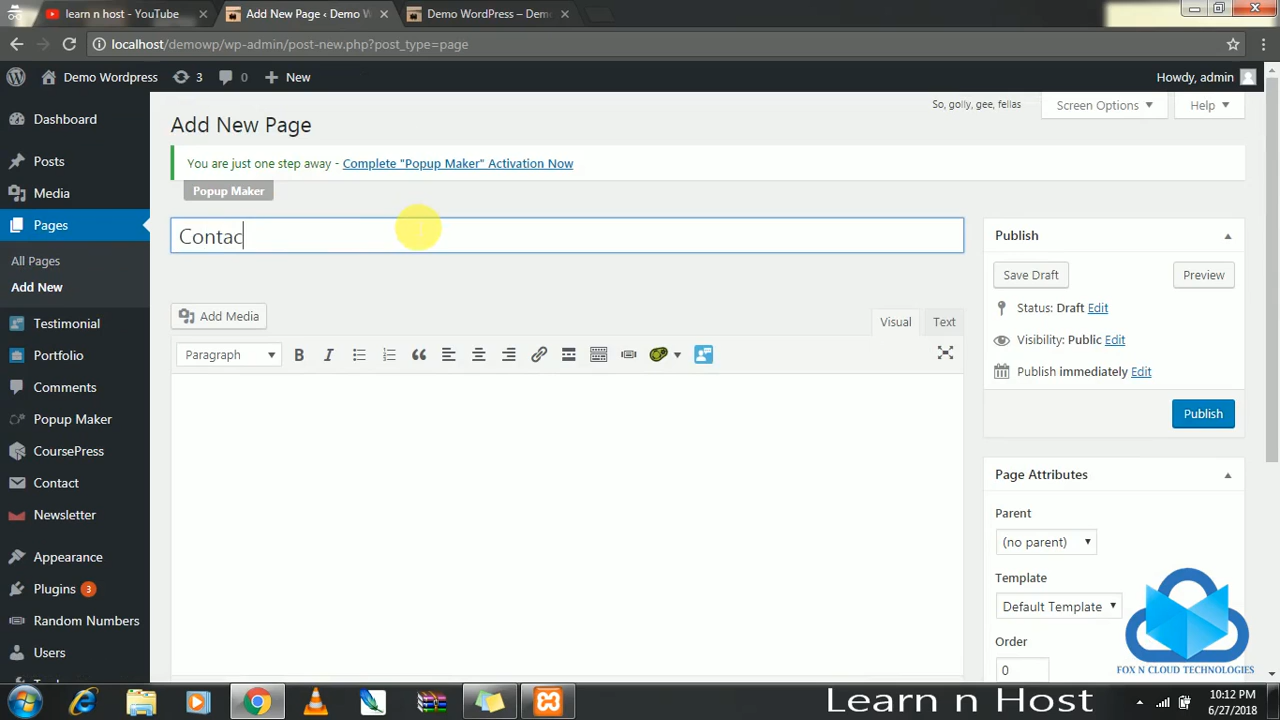 learn n host - YouTube
Add New Page < Demo W
Demo WordPress – Dem
localhost/demowp/wp-admin/post-new.php?post_type=page
Demo Wordpress
3
0
New
Howdy, admin
Dashboard
Posts
Media
Pages
All Pages
Add New
Testimonial
Portfolio
Comments
Popup Maker
CoursePress
Contact
Newsletter
Appearance
Plugins 3
Random Numbers
Users
So, golly, gee, fellas
Screen Options
Help
Add New Page
You are just one step away - Complete "Popup Maker" Activation Now
Popup Maker
Contac
Add Media
Visual
Text
Paragraph
B I
Publish
Save Draft
Preview
Status: Draft Edit
Visibility: Public Edit
Publish immediately Edit
Publish
Page Attributes
Parent
(no parent)
Template
Default Template
Order
0
FOX N CLOUD TECHNOLOGIES
Learn n Host
10:12 PM
6/27/2018